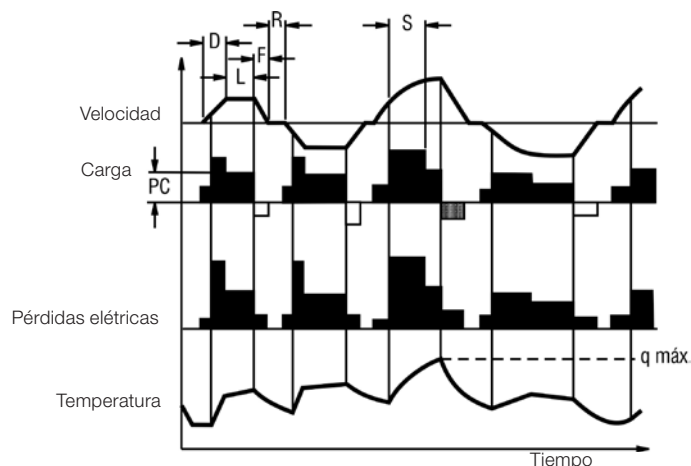 D
R
F
L
S
Velocidad
Carga
PC
Pérdidas elétricas
q máx.
Temperatura
Tiempo